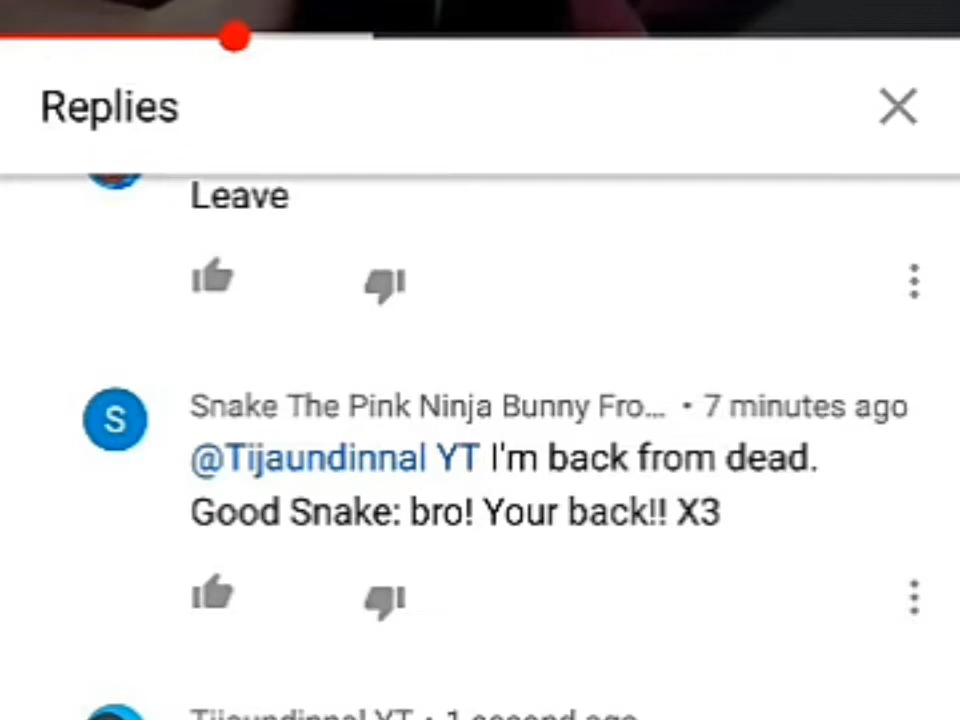 Replies
Leave
S
Snake The Pink Ninja Bunny Fro... • 7 minutes ago
@Tijaundinnal YT I'm back from dead.
Good Snake: bro! Your back!! X3
Tijaundinnal YT • 1 second ago